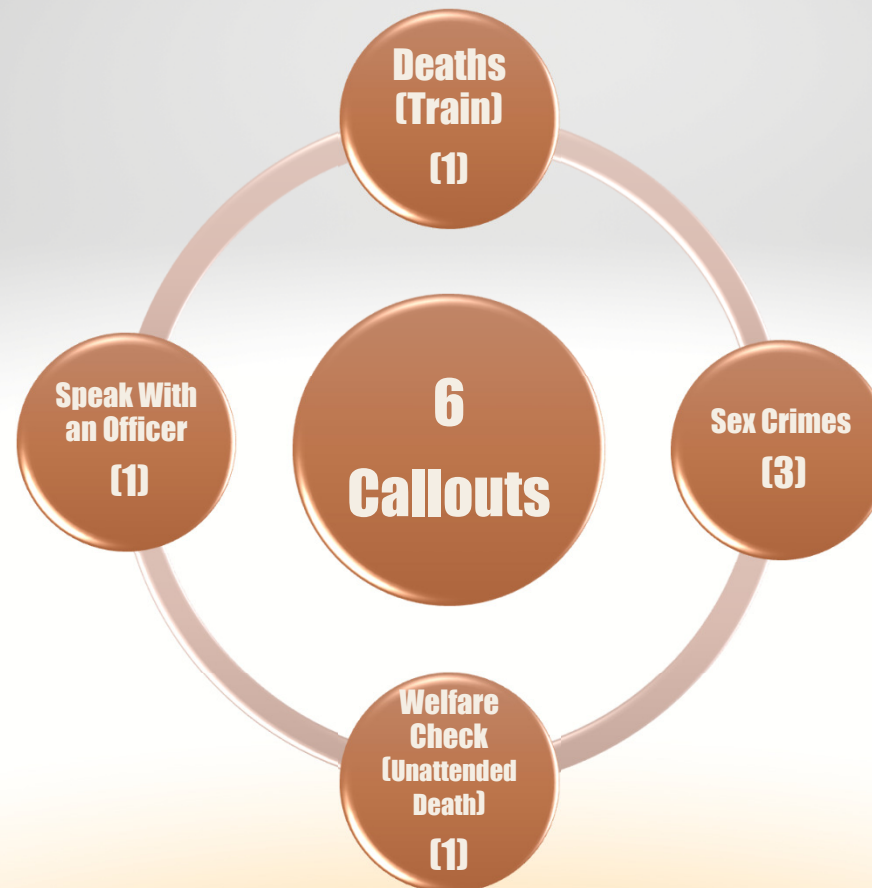 Deaths
(Train)
(1)
Speak With
an Officer
(1)
6
Callouts
Sex Crimes
(3)
Welfare
Check
(Unattended
Death)
(1)